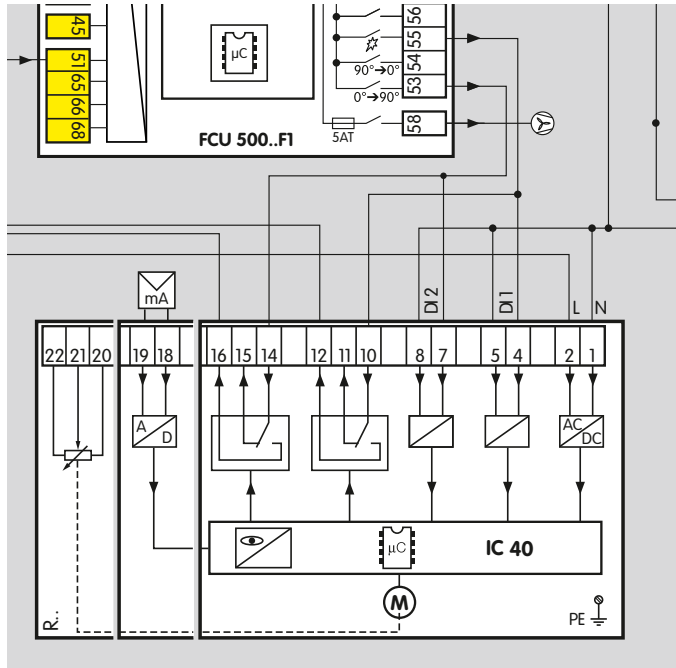 45
51
65
66
68
µC
FCU 500..F1
90°→0°
0°→90°
5AT
56
55
54
53
58
mA
DI 2
DI 1
L N
22 21 20 19 18 16 15 14 12 11 10 8 7 5 4 2 1
A
D
AC
DC
µC
IC 40
M
R..
PE